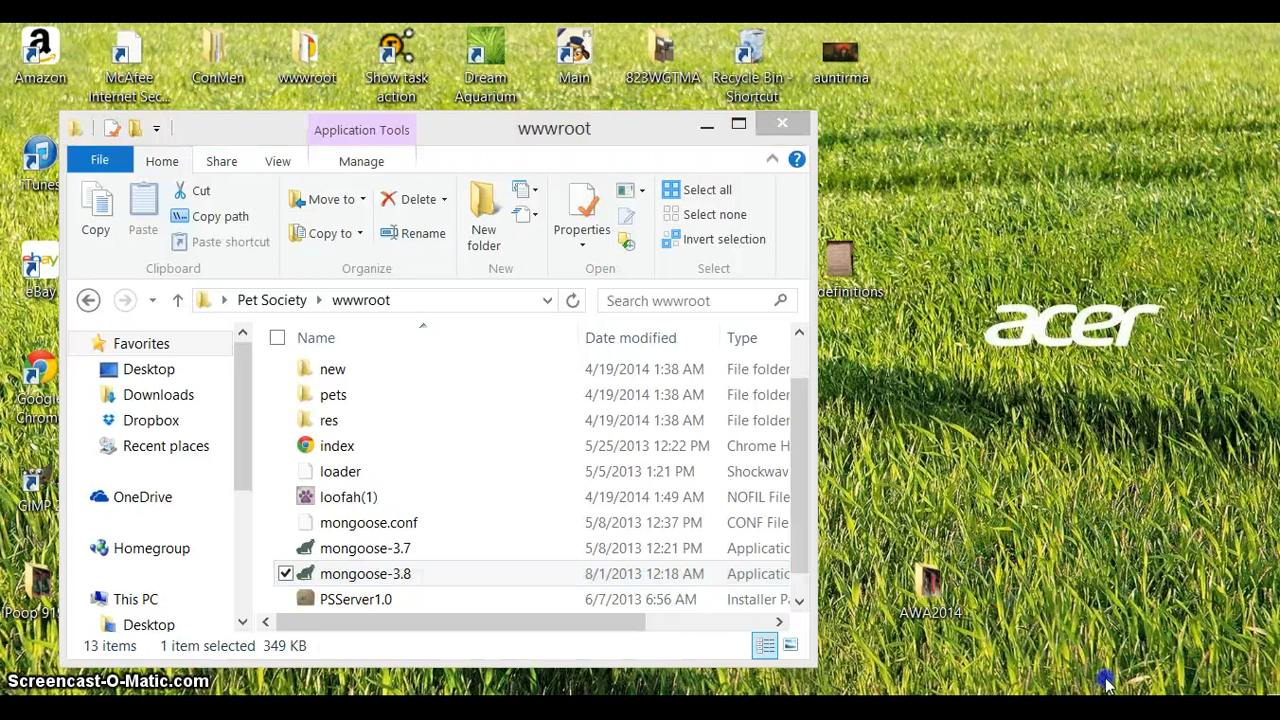 Amazon
McAfee
Internet Sec...
ConMen
wwwroot
Show task
action
Dream
Aquarium
Main
823WGTMA
Recycle Bin -
Shortcut
auntirma
Application Tools
wwwroot
iTunes
File
Home
Share
View
Manage
Copy
Paste
Cut
Copy path
Paste shortcut
Clipboard
Move to
Copy to
Delete
Rename
Organize
New
folder
New
Properties
Open
Select all
Select none
Invert selection
Select
eBay
definitions
Pet Society
wwwroot
Search wwwroot
acer
Name
Date modified
Type
Favorites
Desktop
Downloads
Dropbox
Recent places
OneDrive
Homegroup
This PC
Desktop
new 4/19/2014 1:38 AM File folder
pets 4/19/2014 1:38 AM File folder
res 4/19/2014 1:38 AM File folder
index 5/25/2013 12:22 PM Chrome H
loader 5/5/2013 1:21 PM Shockwav
loofah(1) 4/19/2014 1:49 AM NOFIL File
mongoose.conf 5/8/2013 12:37 PM CONF File
mongoose-3.7 5/8/2013 12:21 PM Applicatic
mongoose-3.8 8/1/2013 12:18 AM Applicatic
PSServer1.0 6/7/2013 6:56 AM Installer P
Google
Chrom
GIMP 2
iPoop 91
AWA2014
13 items 1 item selected 349 KB
Screencast-O-Matic.com